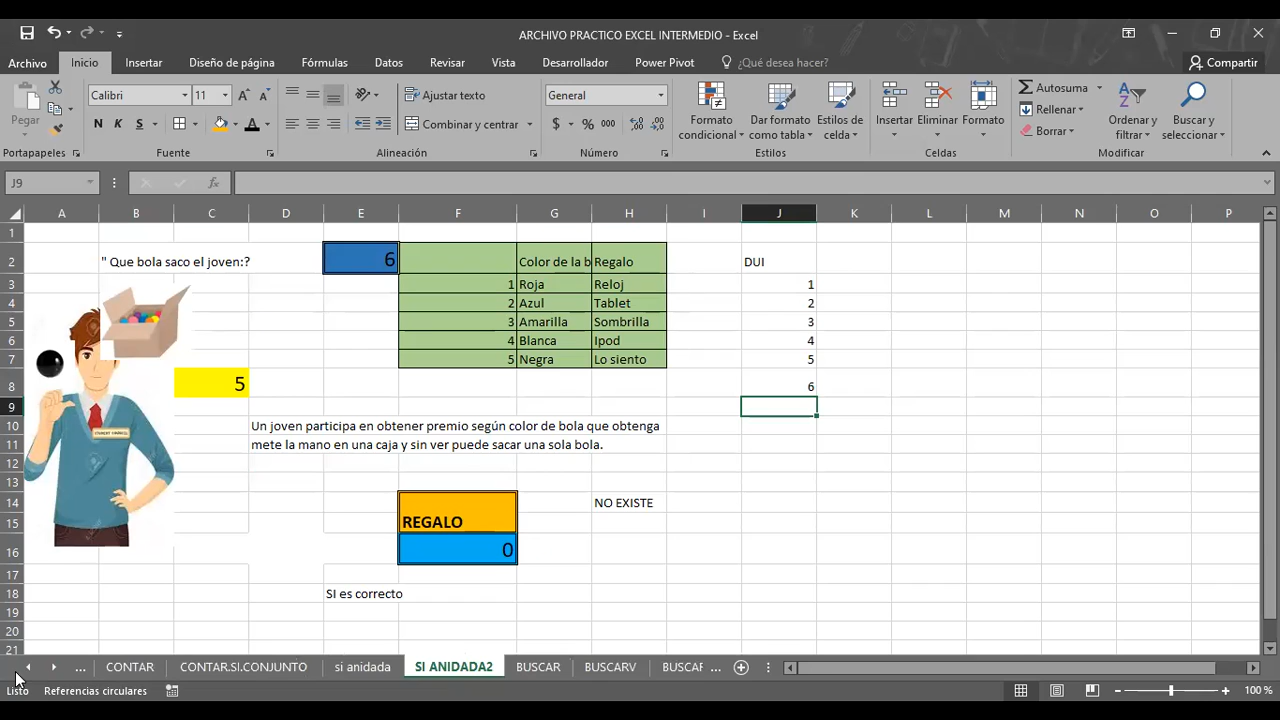 ARCHIVO PRACTICO EXCEL INTERMEDIO - Excel
Archivo Inicio Insertar Diseño de página Fórmulas Datos Revisar Vista Desarrollador Power Pivot ¿Qué desea hacer? Compartir
Pegar
Calibri 11
N K S
Ajustar texto
Combinar y centrar
General
$ % 000
Formato condicional
Dar formato como tabla
Estilos de celda
Insertar Eliminar Formato
Autosuma
Rellenar
Borrar
Ordenar y filtrar
Buscar y seleccionar
Portapapeles Fuente Alineación Número Estilos Celdas Modificar
J9 fx
A B C D E F G H I J K L M N O P
1
2 " Que bola saco el joven:? 6 Color de la b Regalo DUI
3 1 Roja Reloj 1
4 2 Azul Tablet 2
5 3 Amarilla Sombrilla 3
6 4 Blanca Ipod 4
7 5 Negra Lo siento 5
8 5 6
9
10 Un joven participa en obtener premio según color de bola que obtenga
11 mete la mano en una caja y sin ver puede sacar una sola bola.
12
13
14 NO EXISTE
15 REGALO
16 0
17
18 SI es correcto
19
20
21
... CONTAR CONTAR.SI.CONJUNTO si anidada SI ANIDADA2 BUSCAR BUSCARV BUSCAR ...
Listo Referencias circulares 100 %